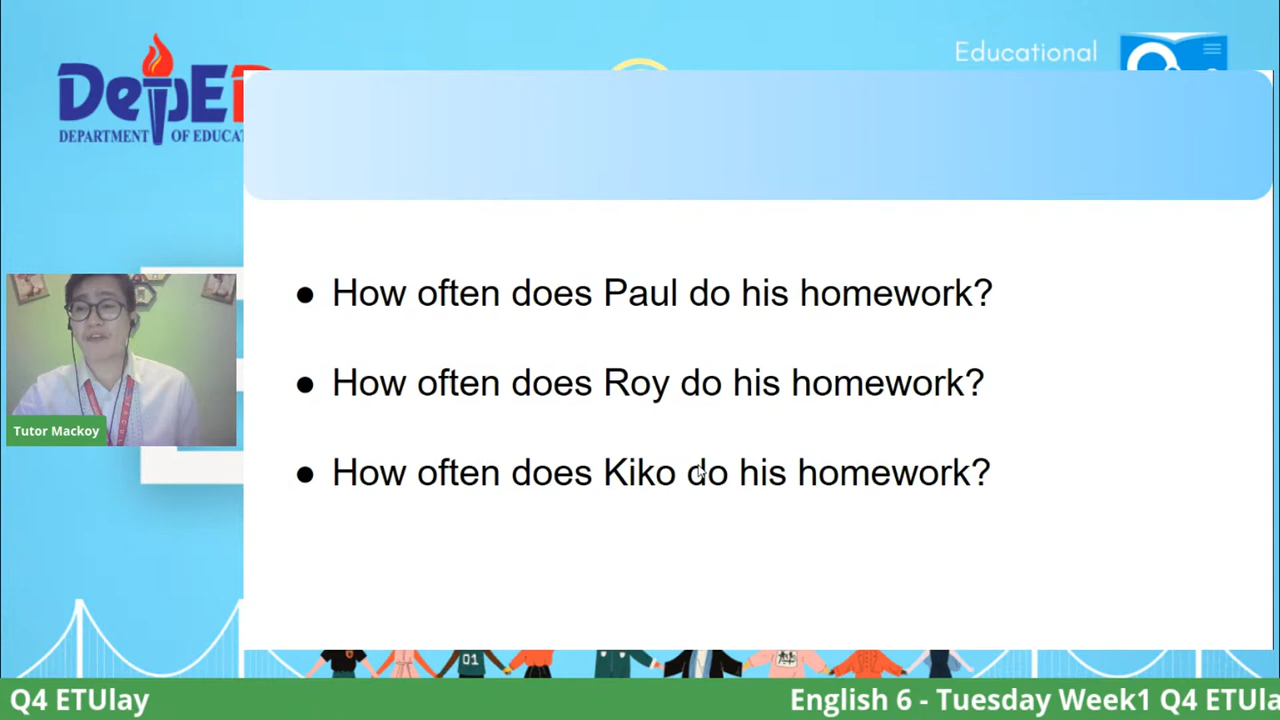 Educational
DepED
DEPARTMENT OF EDUCAT
● How often does Paul do his homework?
● How often does Roy do his homework?
● How often does Kiko do his homework?
Tutor Mackoy
01
Q4 ETUlay
English 6 - Tuesday Week1 Q4 ETUla